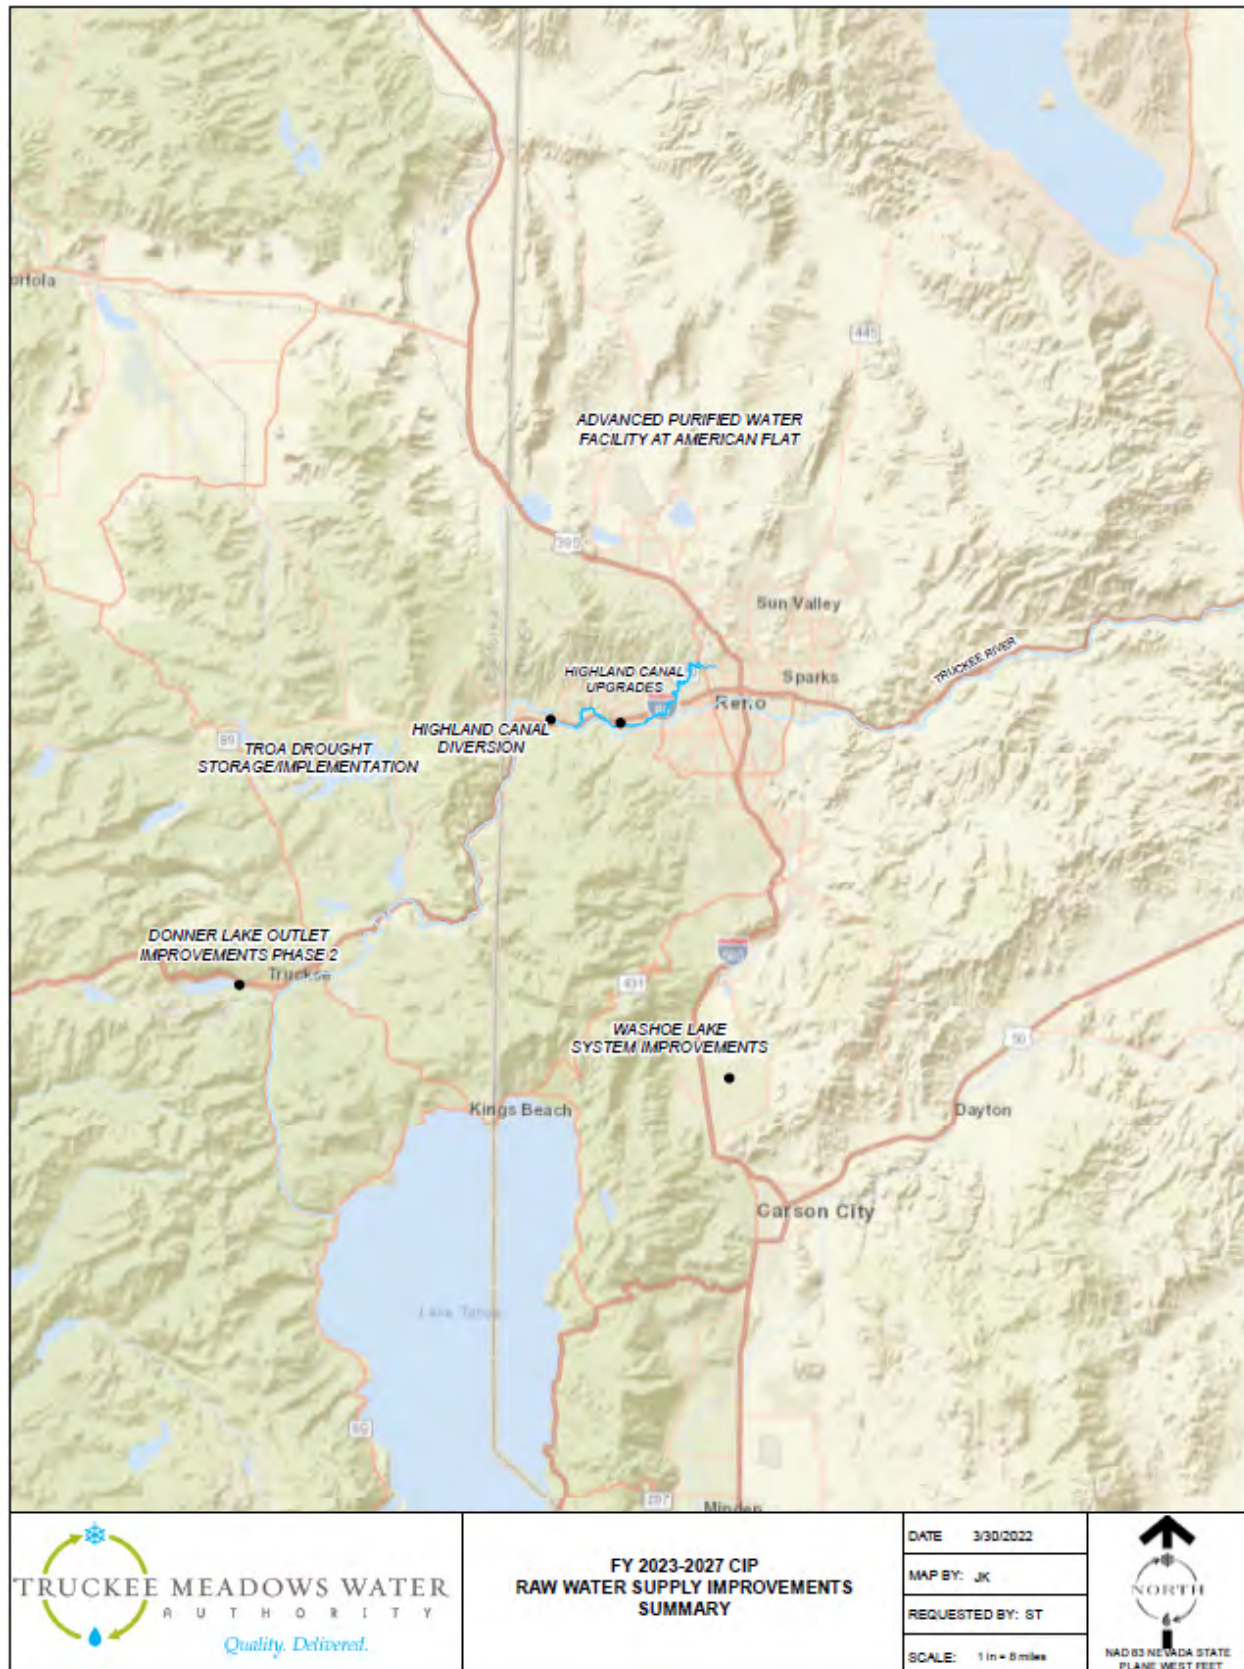 ortola
445
ADVANCED PURIFIED WATER
FACILITY AT AMERICAN FLAT
395
Sun Valley
TRUCKEE RIVER
HIGHLAND CANAL
UPGRADES
Sparks
Reno
80
HIGHLAND CANAL
DIVERSION
89
TROA DROUGHT
STORAGE/IMPLEMENTATION
DONNER LAKE OUTLET
IMPROVEMENTS PHASE 2
Truckee
431
50
WASHOE LAKE
SYSTEM IMPROVEMENTS
Kings Beach
Dayton
Carson City
Lake Tahoe
89
207
Minden
TRUCKEE MEADOWS WATER
AUTHORITY
Quality. Delivered.
FY 2023-2027 CIP
RAW WATER SUPPLY IMPROVEMENTS
SUMMARY
DATE 3/30/2022
MAP BY: JK
REQUESTED BY: ST
SCALE: 1 in = 8 miles
NORTH
NAD 83 NEVADA STATE
PLANE WEST FEET